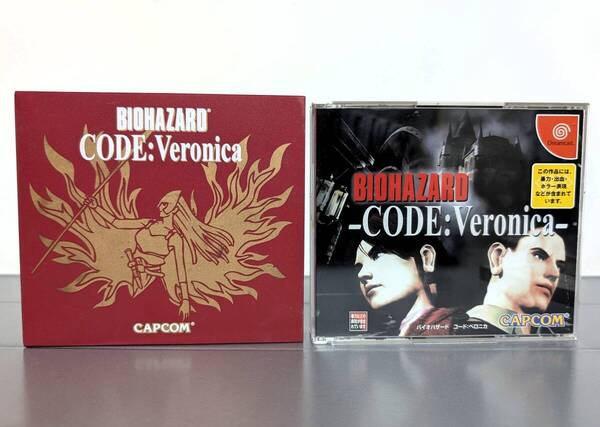 BIOHAZARD®
CODE:Veronica
CAPCOM®
Dreamcast
この作品には、
暴力・出血・
ホラー表現
などが含まれて
います。
BIOHAZARD
-CODE:Veronica-
バイオハザード コード:ベロニカ
CAPCOM®